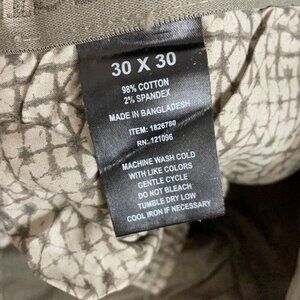 30 X 30
98% COTTON
2% SPANDEX
MADE IN BANGLADESH
ITEM: 1826780
RN: 121096
MACHINE WASH COLD
WITH LIKE COLORS
GENTLE CYCLE
DO NOT BLEACH
TUMBLE DRY LOW
COOL IRON IF NECESSARY